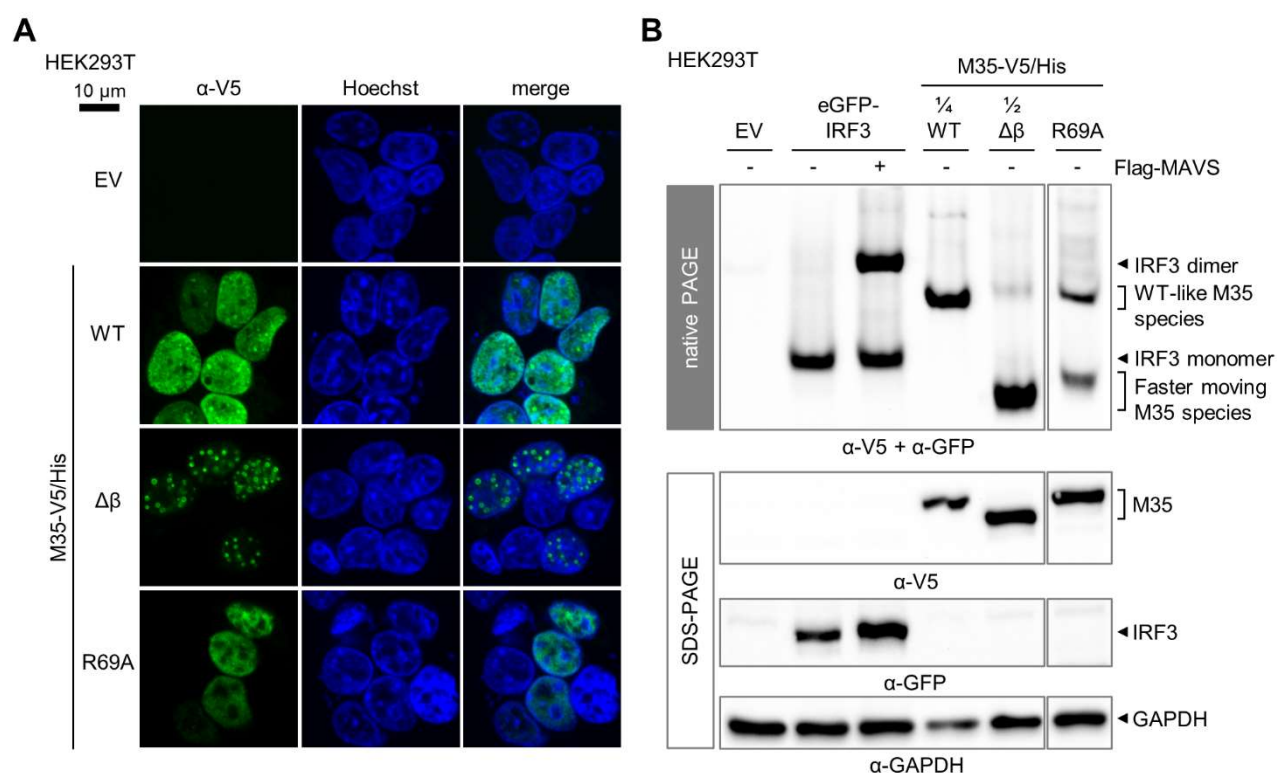 A
HEK293T
10 µm
α-V5
Hoechst
merge
EV
WT
Δβ
R69A
M35-V5/His
B
HEK293T
M35-V5/His
eGFP-
IRF3
¼
WT
½
Δβ
EV
R69A
- - + - - - Flag-MAVS
native PAGE
IRF3 dimer
WT-like M35
species
IRF3 monomer
Faster moving
M35 species
α-V5 + α-GFP
SDS-PAGE
M35
α-V5
IRF3
α-GFP
GAPDH
α-GAPDH